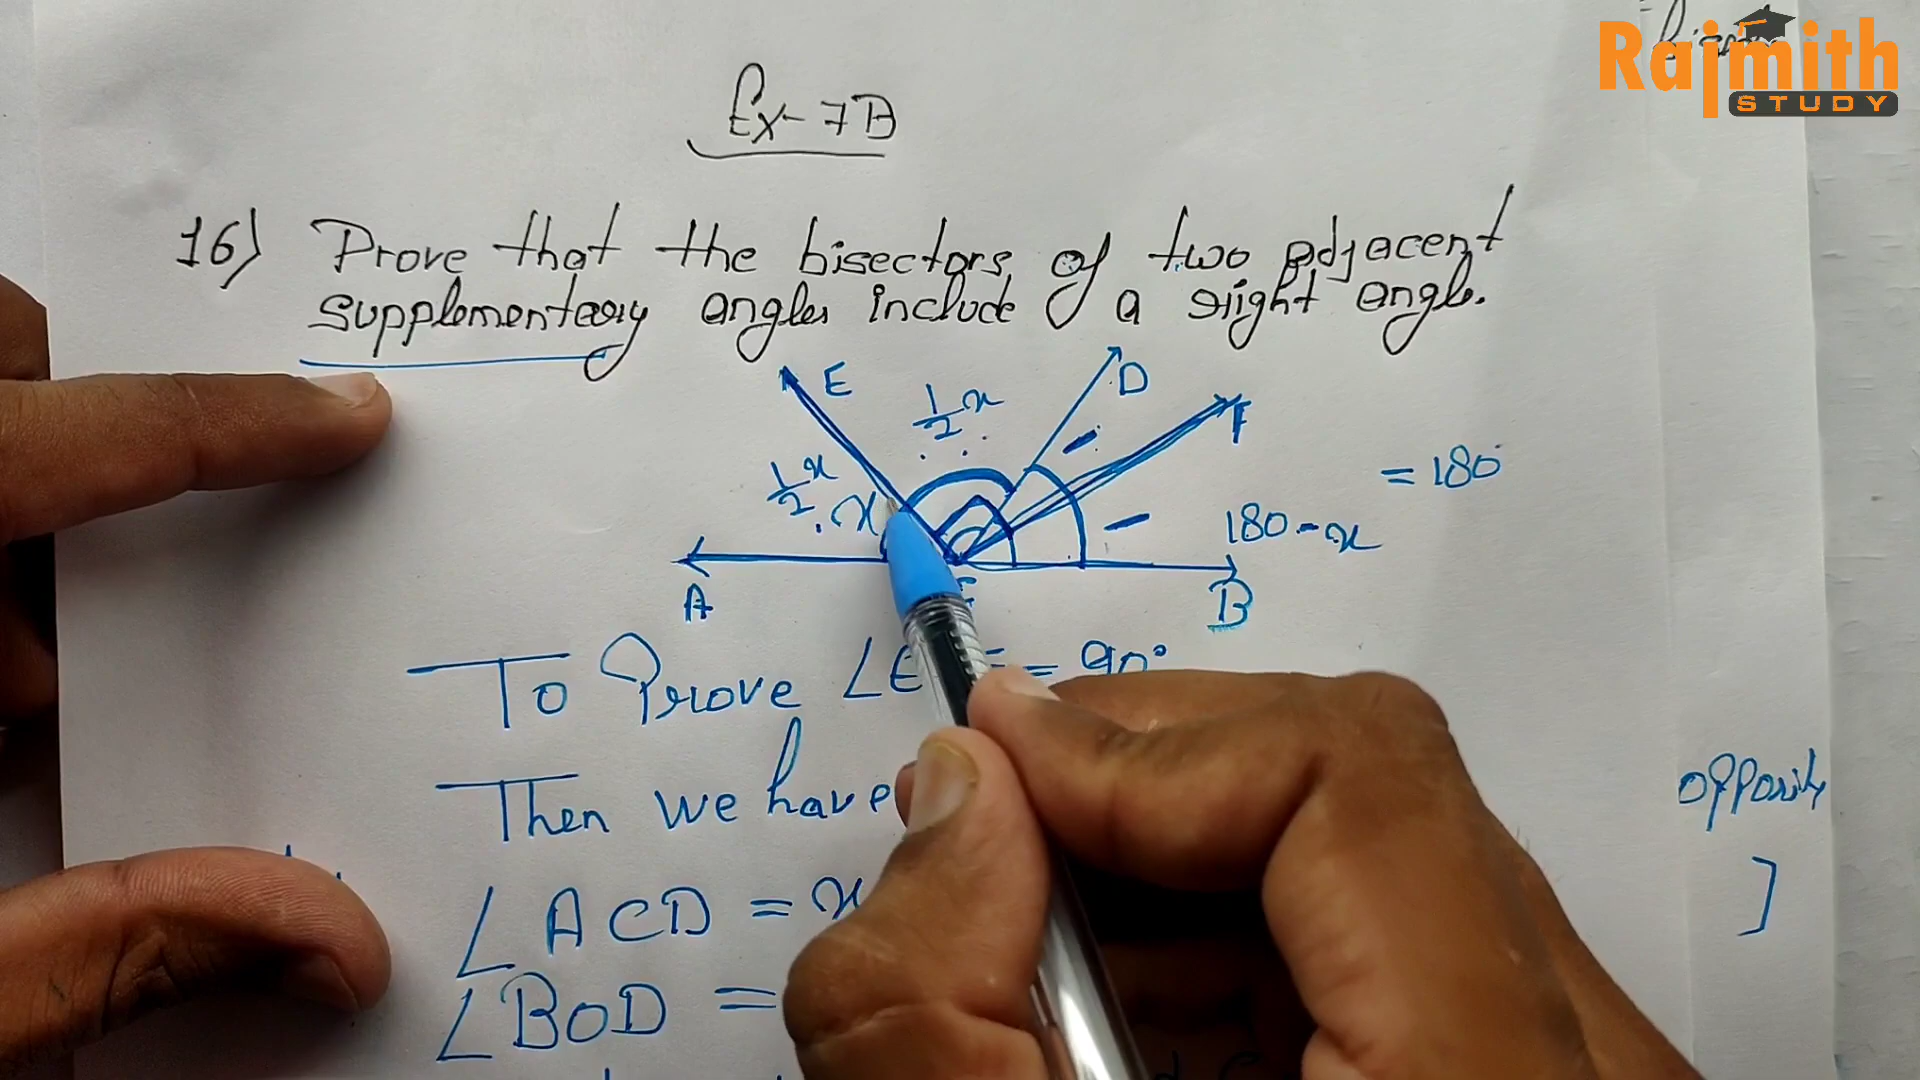 Rajmith
STUDY
Ex-7B
16) Prove that the bisectors of two adjacent
supplementary angles include a right angle.
E
1/2 x
D
F
1/2 x
x
= 180
180 - x
A
B
To Prove ∠E = 90°
Then we have
opposite
∠ACD = x
]
∠BOD =